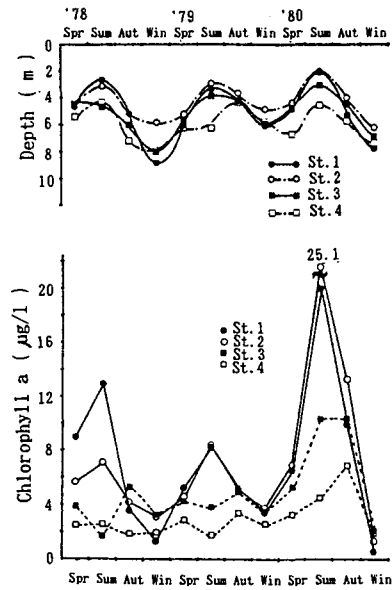 '78 '79 '80
Spr Sum Aut Win Spr Sum Aut Win Spr Sum Aut Win
0
2
4
6
8
10
Depth ( m )
St.1
St.2
St.3
St.4
25.1
20
16
12
8
4
0
Chlorophyll a ( μg/l )
St.1
St.2
St.3
St.4
Spr Sum Aut Win Spr Sum Aut Win Spr Sum Aut Win